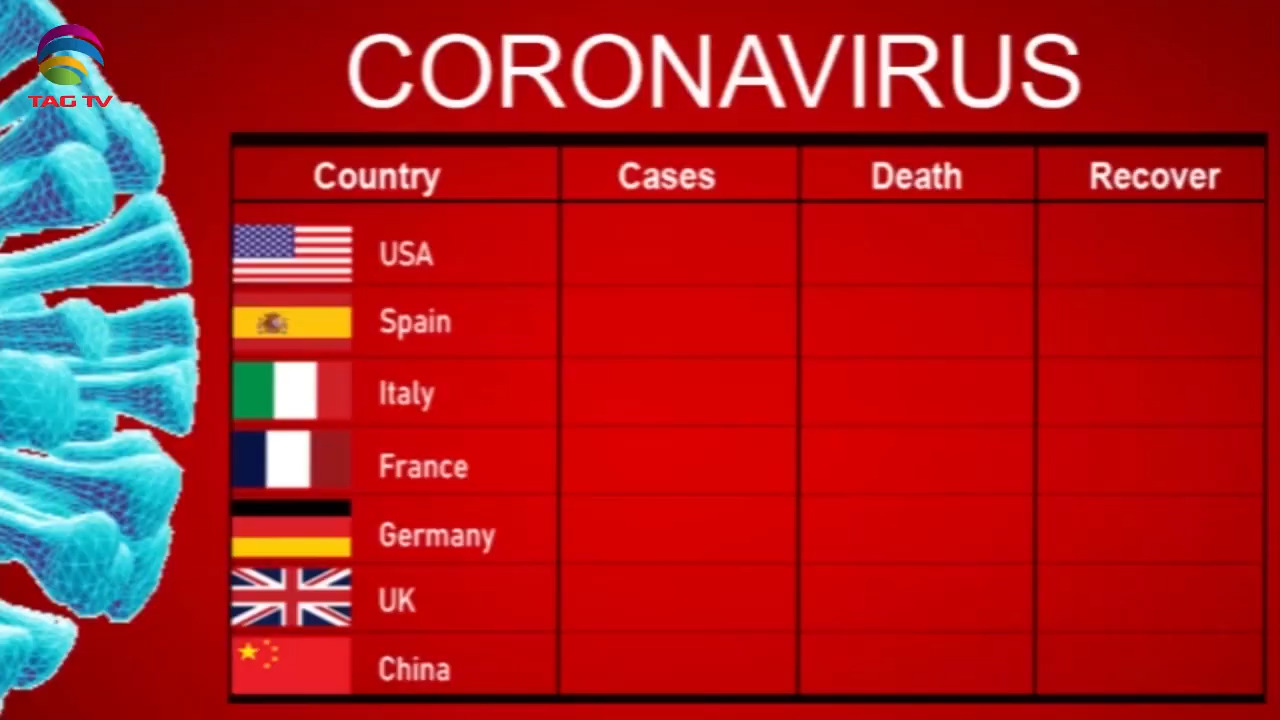 TAG TV
CORONAVIRUS
Country Cases Death Recover
USA
Spain
Italy
France
Germany
UK
China